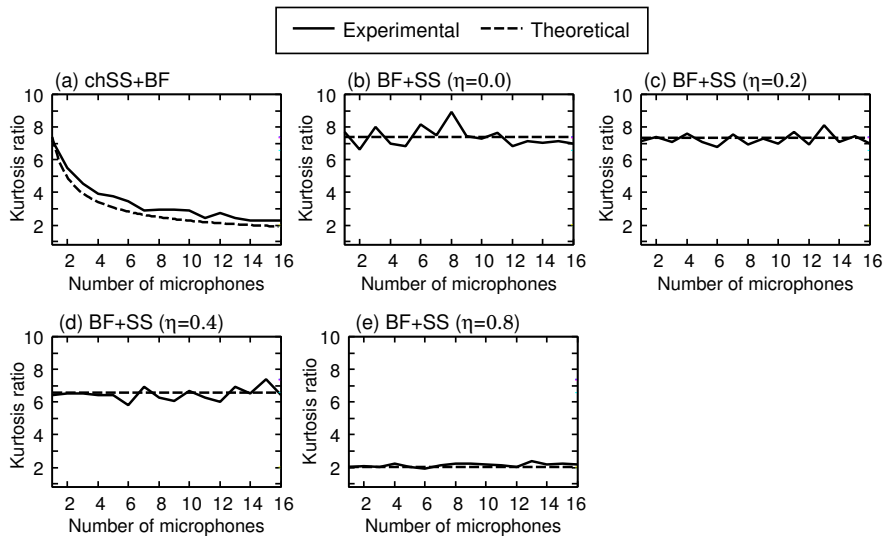 Experimental Theoretical
(a) chSS+BF
10
8
6
4
2
Kurtosis ratio
2 4 6 8 10 12 14 16
Number of microphones
(b) BF+SS (η=0.0)
10
8
6
4
2
Kurtosis ratio
2 4 6 8 10 12 14 16
Number of microphones
(c) BF+SS (η=0.2)
10
8
6
4
2
Kurtosis ratio
2 4 6 8 10 12 14 16
Number of microphones
(d) BF+SS (η=0.4)
10
8
6
4
2
Kurtosis ratio
2 4 6 8 10 12 14 16
Number of microphones
(e) BF+SS (η=0.8)
10
8
6
4
2
Kurtosis ratio
2 4 6 8 10 12 14 16
Number of microphones